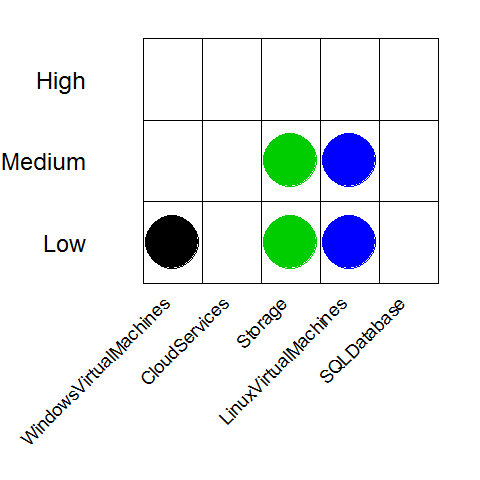 High
Medium
Low
WindowsVirtualMachines
CloudServices
Storage
LinuxVirtualMachines
SQLDatabase